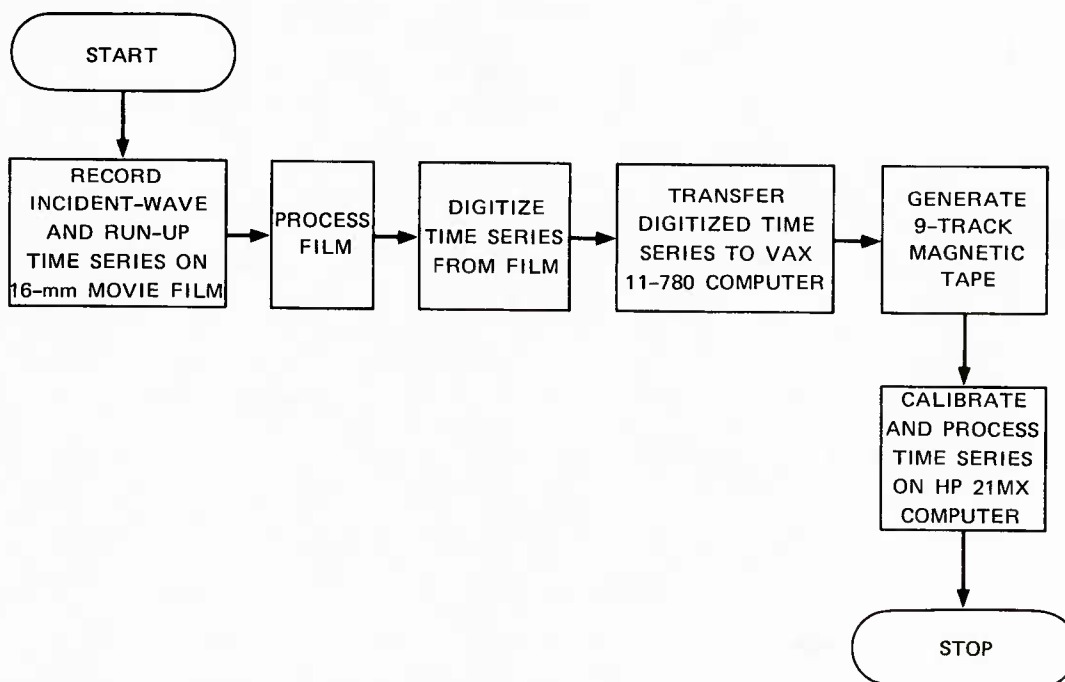 START
RECORD
INCIDENT-WAVE
AND RUN-UP
TIME SERIES ON
16-mm MOVIE FILM
PROCESS
FILM
DIGITIZE
TIME SERIES
FROM FILM
TRANSFER
DIGITIZED TIME
SERIES TO VAX
11-780 COMPUTER
GENERATE
9-TRACK
MAGNETIC
TAPE
CALIBRATE
AND PROCESS
TIME SERIES
ON HP 21MX
COMPUTER
STOP